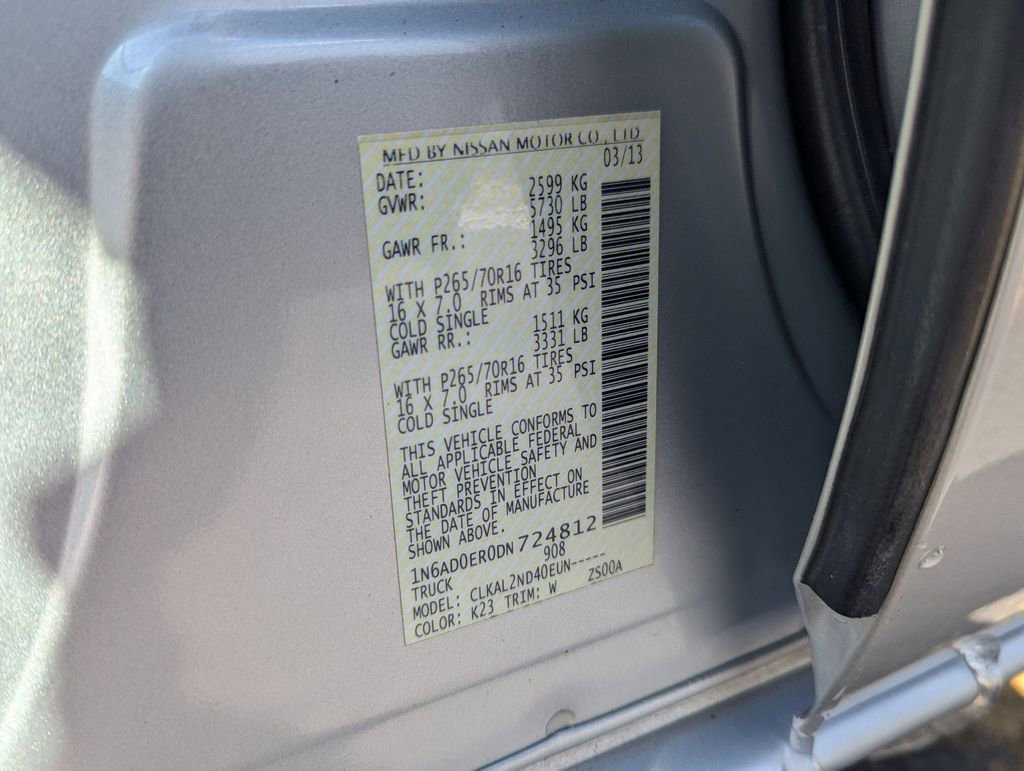 MFD BY NISSAN MOTOR CO., LTD.
DATE: 03/13
GVWR: 2599 KG
5730 LB
GAWR FR.: 1495 KG
3296 LB
WITH P265/70R16 TIRES
16 X 7.0 RIMS AT 35 PSI
COLD SINGLE
GAWR RR.: 1511 KG
3331 LB
WITH P265/70R16 TIRES
16 X 7.0 RIMS AT 35 PSI
COLD SINGLE
THIS VEHICLE CONFORMS TO
ALL APPLICABLE FEDERAL
MOTOR VEHICLE SAFETY AND
THEFT PREVENTION
STANDARDS IN EFFECT ON
THE DATE OF MANUFACTURE
SHOWN ABOVE.
1N6AD0ER0DN724812
TRUCK 908
MODEL: CLKAL2ND40EUN-----
COLOR: K23 TRIM: W ZS00A